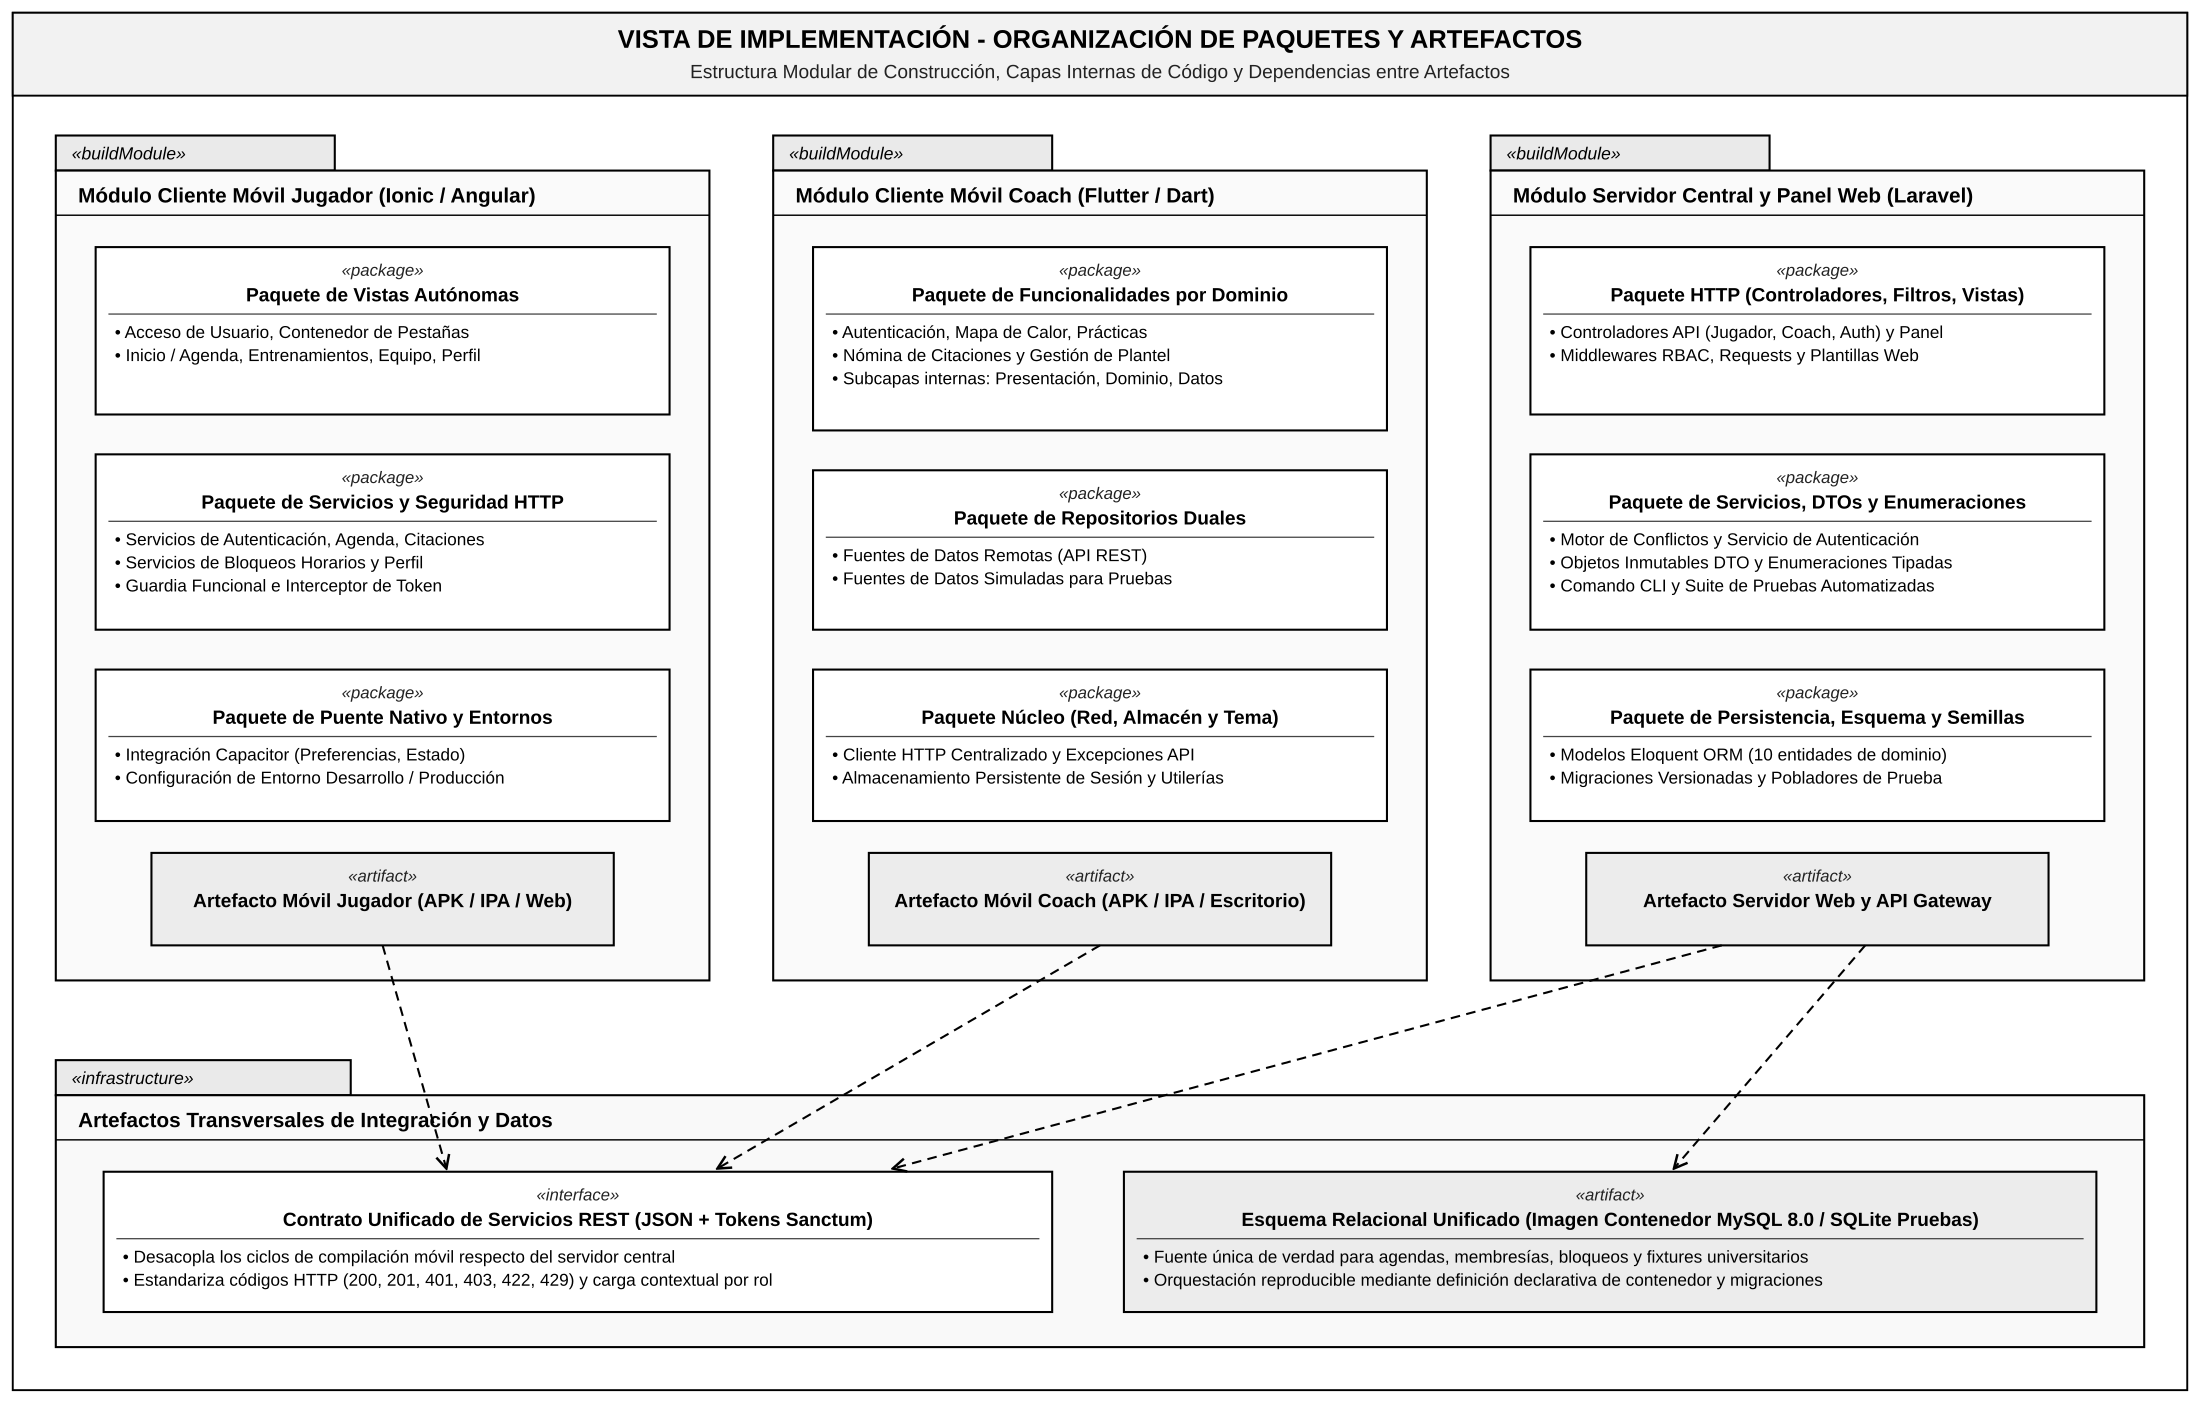 VISTA DE IMPLEMENTACIÓN - ORGANIZACIÓN DE PAQUETES Y ARTEFACTOS
Estructura Modular de Construcción, Capas Internas de Código y Dependencias entre Artefactos
«buildModule»
Módulo Cliente Móvil Jugador (Ionic / Angular)
«package»
Paquete de Vistas Autónomas
• Acceso de Usuario, Contenedor de Pestañas
• Inicio / Agenda, Entrenamientos, Equipo, Perfil
«package»
Paquete de Servicios y Seguridad HTTP
• Servicios de Autenticación, Agenda, Citaciones
• Servicios de Bloqueos Horarios y Perfil
• Guardia Funcional e Interceptor de Token
«package»
Paquete de Puente Nativo y Entornos
• Integración Capacitor (Preferencias, Estado)
• Configuración de Entorno Desarrollo / Producción
«artifact»
Artefacto Móvil Jugador (APK / IPA / Web)
«buildModule»
Módulo Cliente Móvil Coach (Flutter / Dart)
«package»
Paquete de Funcionalidades por Dominio
• Autenticación, Mapa de Calor, Prácticas
• Nómina de Citaciones y Gestión de Plantel
• Subcapas internas: Presentación, Dominio, Datos
«package»
Paquete de Repositorios Duales
• Fuentes de Datos Remotas (API REST)
• Fuentes de Datos Simuladas para Pruebas
«package»
Paquete Núcleo (Red, Almacén y Tema)
• Cliente HTTP Centralizado y Excepciones API
• Almacenamiento Persistente de Sesión y Utilerías
«artifact»
Artefacto Móvil Coach (APK / IPA / Escritorio)
«buildModule»
Módulo Servidor Central y Panel Web (Laravel)
«package»
Paquete HTTP (Controladores, Filtros, Vistas)
• Controladores API (Jugador, Coach, Auth) y Panel
• Middlewares RBAC, Requests y Plantillas Web
«package»
Paquete de Servicios, DTOs y Enumeraciones
• Motor de Conflictos y Servicio de Autenticación
• Objetos Inmutables DTO y Enumeraciones Tipadas
• Comando CLI y Suite de Pruebas Automatizadas
«package»
Paquete de Persistencia, Esquema y Semillas
• Modelos Eloquent ORM (10 entidades de dominio)
• Migraciones Versionadas y Pobladores de Prueba
«artifact»
Artefacto Servidor Web y API Gateway
«infrastructure»
Artefactos Transversales de Integración y Datos
«interface»
Contrato Unificado de Servicios REST (JSON + Tokens Sanctum)
• Desacopla los ciclos de compilación móvil respecto del servidor central
• Estandariza códigos HTTP (200, 201, 401, 403, 422, 429) y carga contextual por rol
«artifact»
Esquema Relacional Unificado (Imagen Contenedor MySQL 8.0 / SQLite Pruebas)
• Fuente única de verdad para agendas, membresías, bloqueos y fixtures universitarios
• Orquestación reproducible mediante definición declarativa de contenedor y migraciones